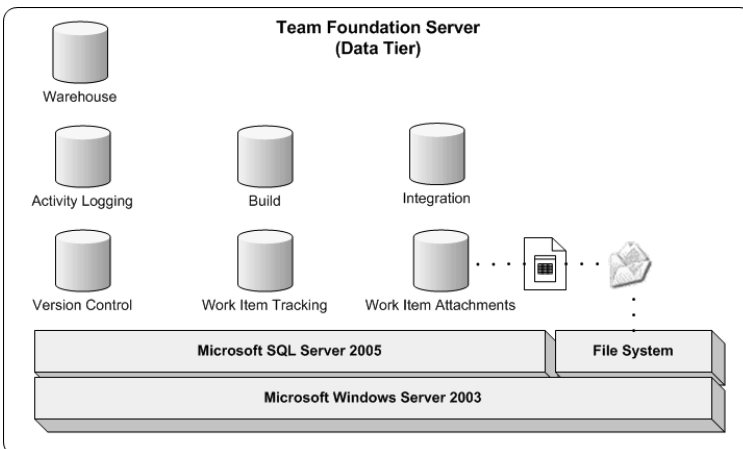 Team Foundation Server
(Data Tier)
Warehouse
Activity Logging
Build
Integration
Version Control
Work Item Tracking
Work Item Attachments
Microsoft SQL Server 2005
File System
Microsoft Windows Server 2003